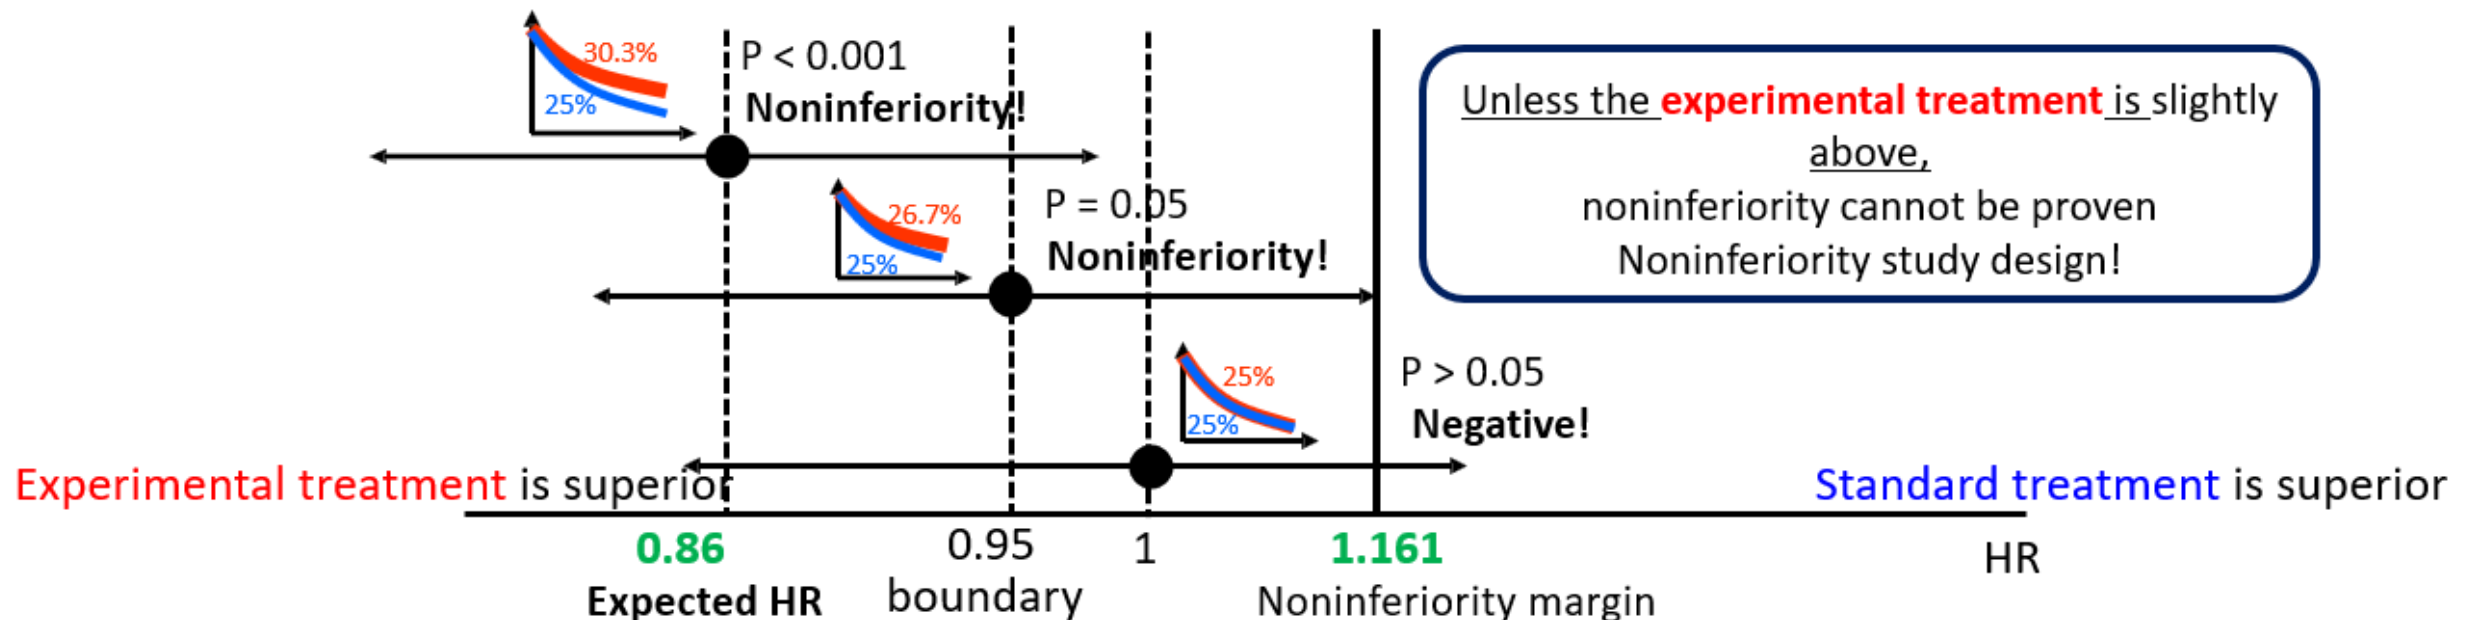 30.3%
25%
P < 0.001
Noninferiority!
26.7%
25%
P = 0.05
Noninferiority!
25%
25%
P > 0.05
Negative!
Unless the experimental treatment is slightly
above,
noninferiority cannot be proven
Noninferiority study design!
Experimental treatment is superior
Standard treatment is superior
0.86
Expected HR
0.95
boundary
1
1.161
Noninferiority margin
HR